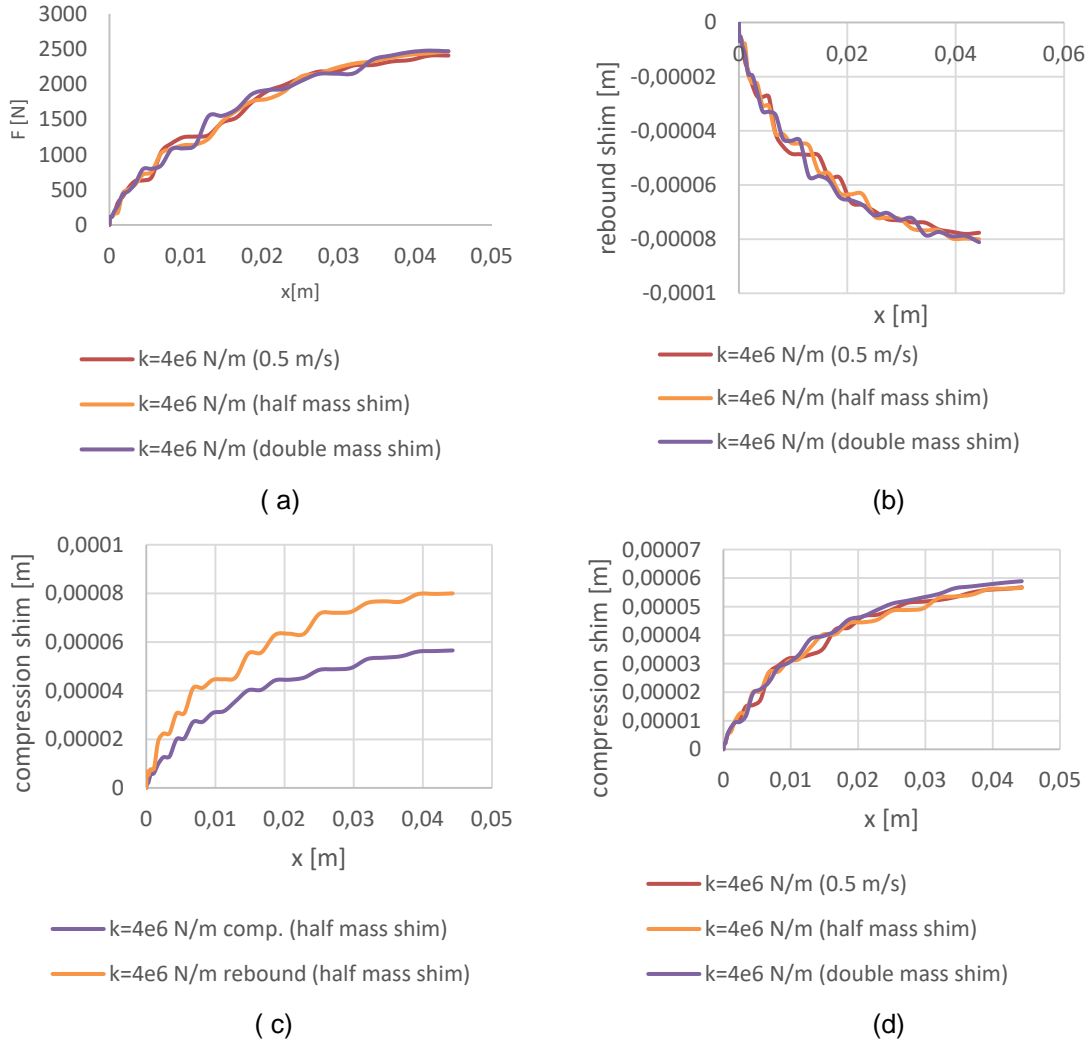 3000
2500
2000
1500
1000
500
0
F [N]
0 0,01 0,02 0,03 0,04 0,05
x[m]
k=4e6 N/m (0.5 m/s)
k=4e6 N/m (half mass shim)
k=4e6 N/m (double mass shim)
( a)
0
-0,00002
-0,00004
-0,00006
-0,00008
-0,0001
rebound shim [m]
0 0,02 0,04 0,06
x [m]
k=4e6 N/m (0.5 m/s)
k=4e6 N/m (half mass shim)
k=4e6 N/m (double mass shim)
(b)
0,0001
0,00008
0,00006
0,00004
0,00002
0
compression shim [m]
0 0,01 0,02 0,03 0,04 0,05
x [m]
k=4e6 N/m comp. (half mass shim)
k=4e6 N/m rebound (half mass shim)
( c)
0,00007
0,00006
0,00005
0,00004
0,00003
0,00002
0,00001
0
compression shim [m]
0 0,01 0,02 0,03 0,04 0,05
x [m]
k=4e6 N/m (0.5 m/s)
k=4e6 N/m (half mass shim)
k=4e6 N/m (double mass shim)
(d)